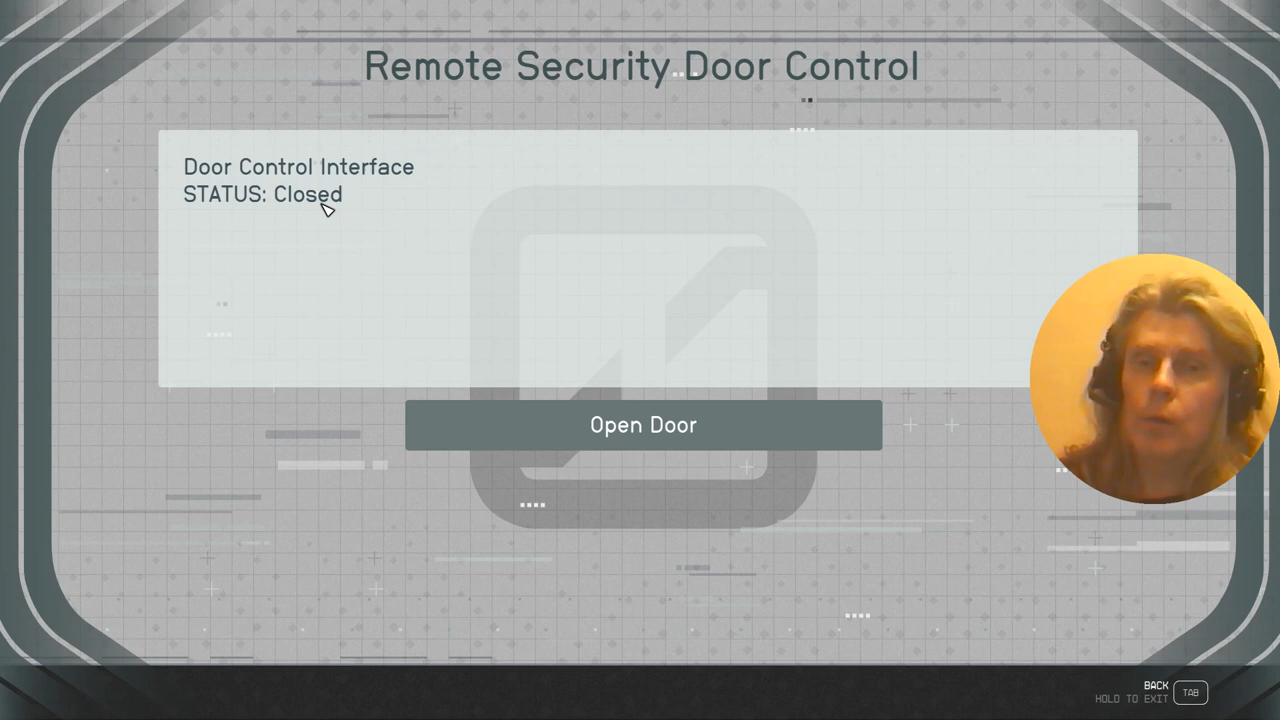 Remote Security Door Control
Door Control Interface
STATUS: Closed
Open Door
BACK
HOLD TO EXIT
TAB